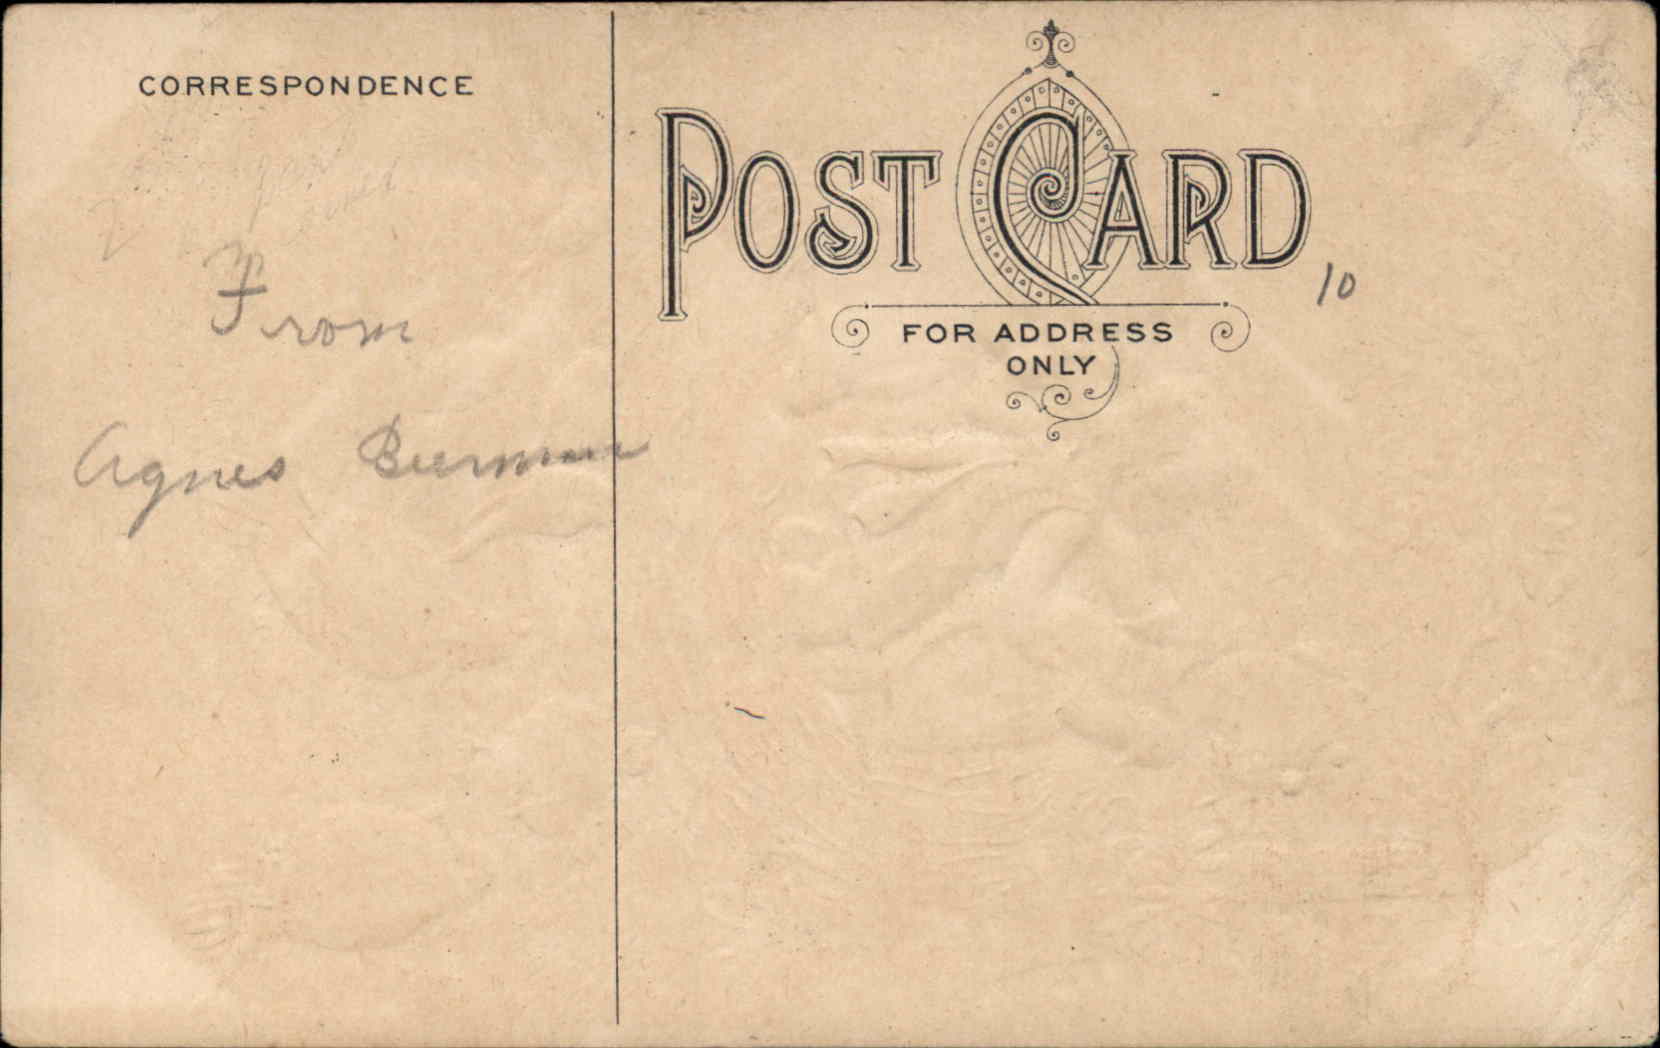 CORRESPONDENCE
From
Agnes
POST CARD
10
FOR ADDRESS
ONLY